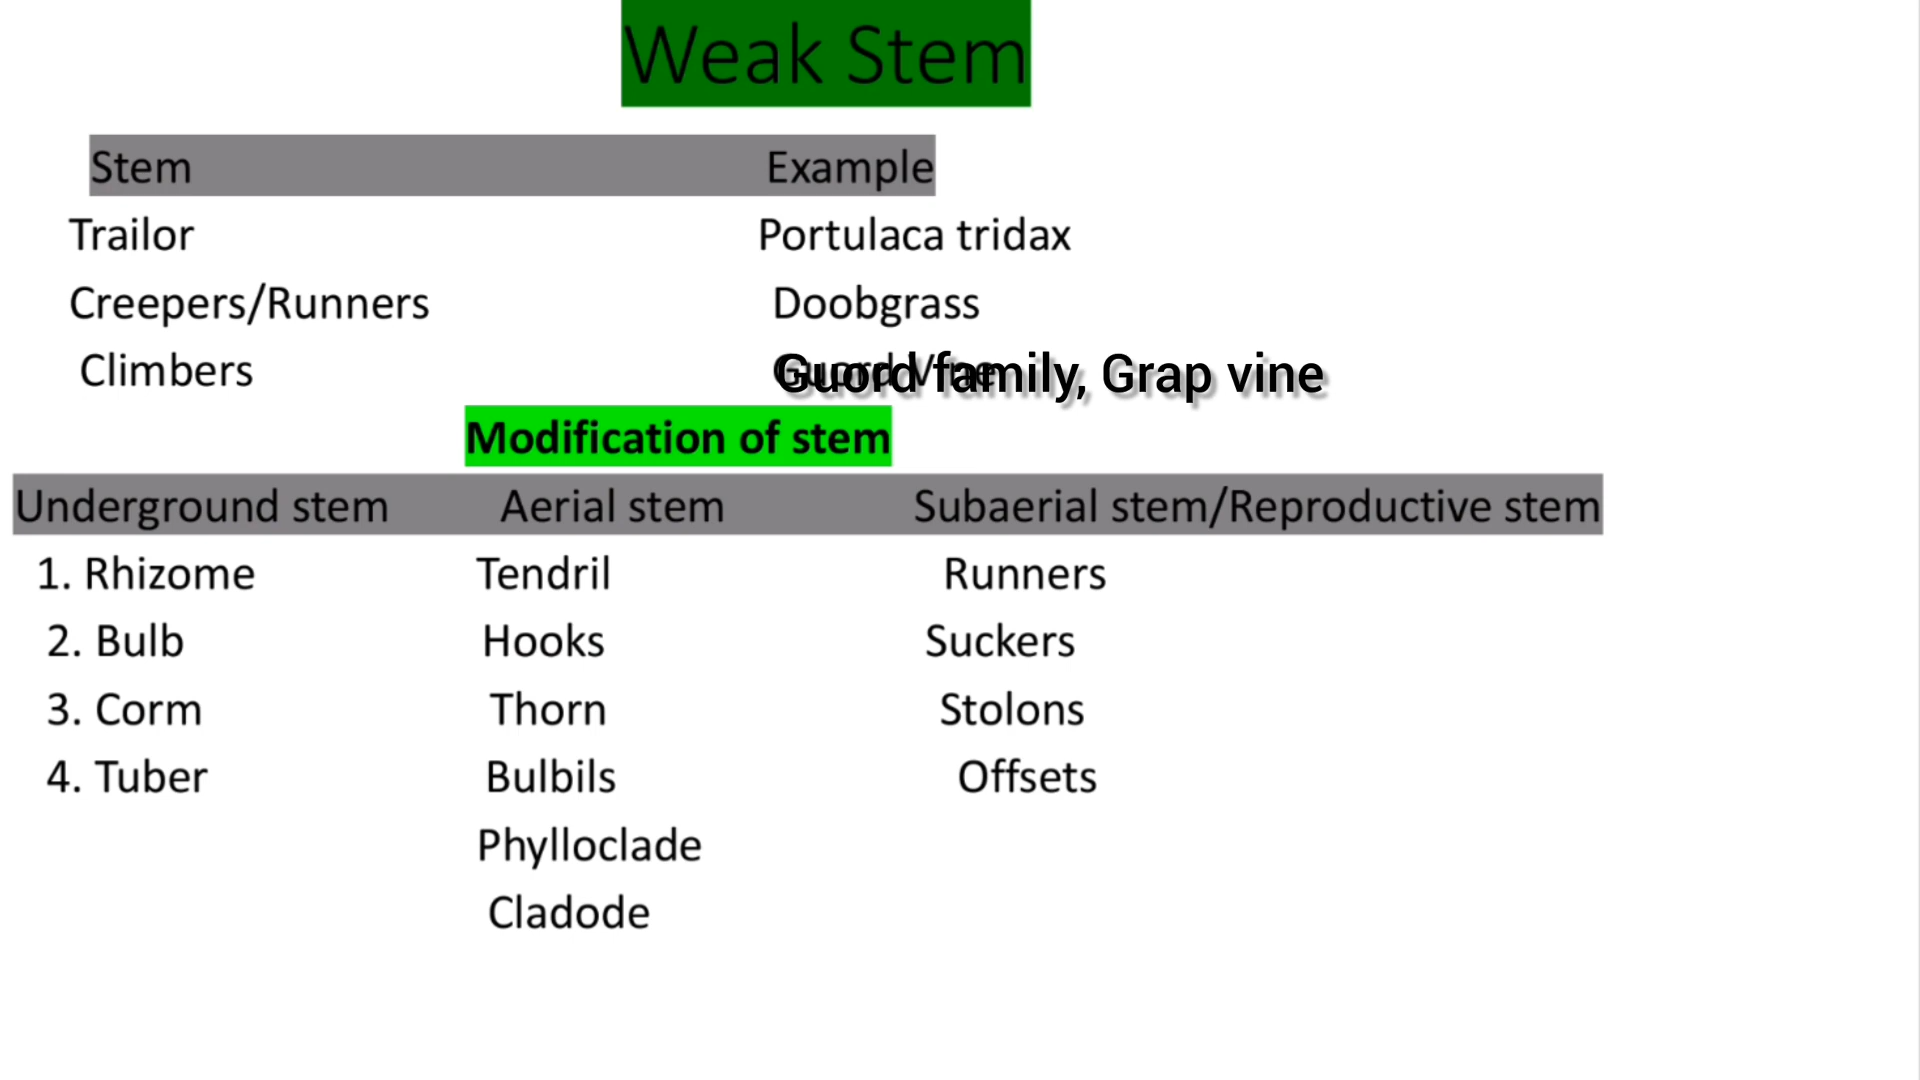 Weak Stem
Stem Example
Trailor Portulaca tridax
Creepers/Runners Doobgrass
Climbers Guord family, Grap vine
Modification of stem
Underground stem Aerial stem Subaerial stem/Reproductive stem
1. Rhizome Tendril Runners
2. Bulb Hooks Suckers
3. Corm Thorn Stolons
4. Tuber Bulbils Offsets
Phylloclade
Cladode